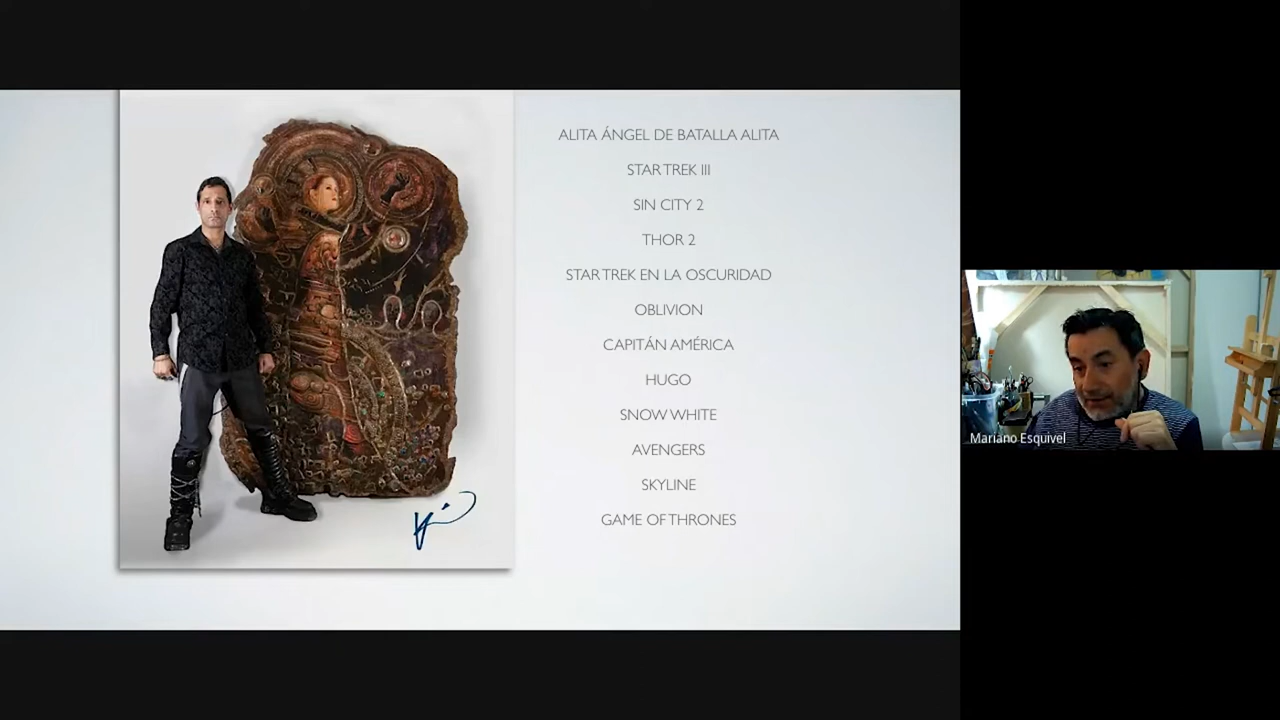 ALITA ÁNGEL DE BATALLA ALITA
STAR TREK III
SIN CITY 2
THOR 2
STAR TREK EN LA OSCURIDAD
OBLIVION
CAPITÁN AMÉRICA
HUGO
SNOW WHITE
AVENGERS
SKYLINE
GAME OF THRONES
Mariano Esquivel